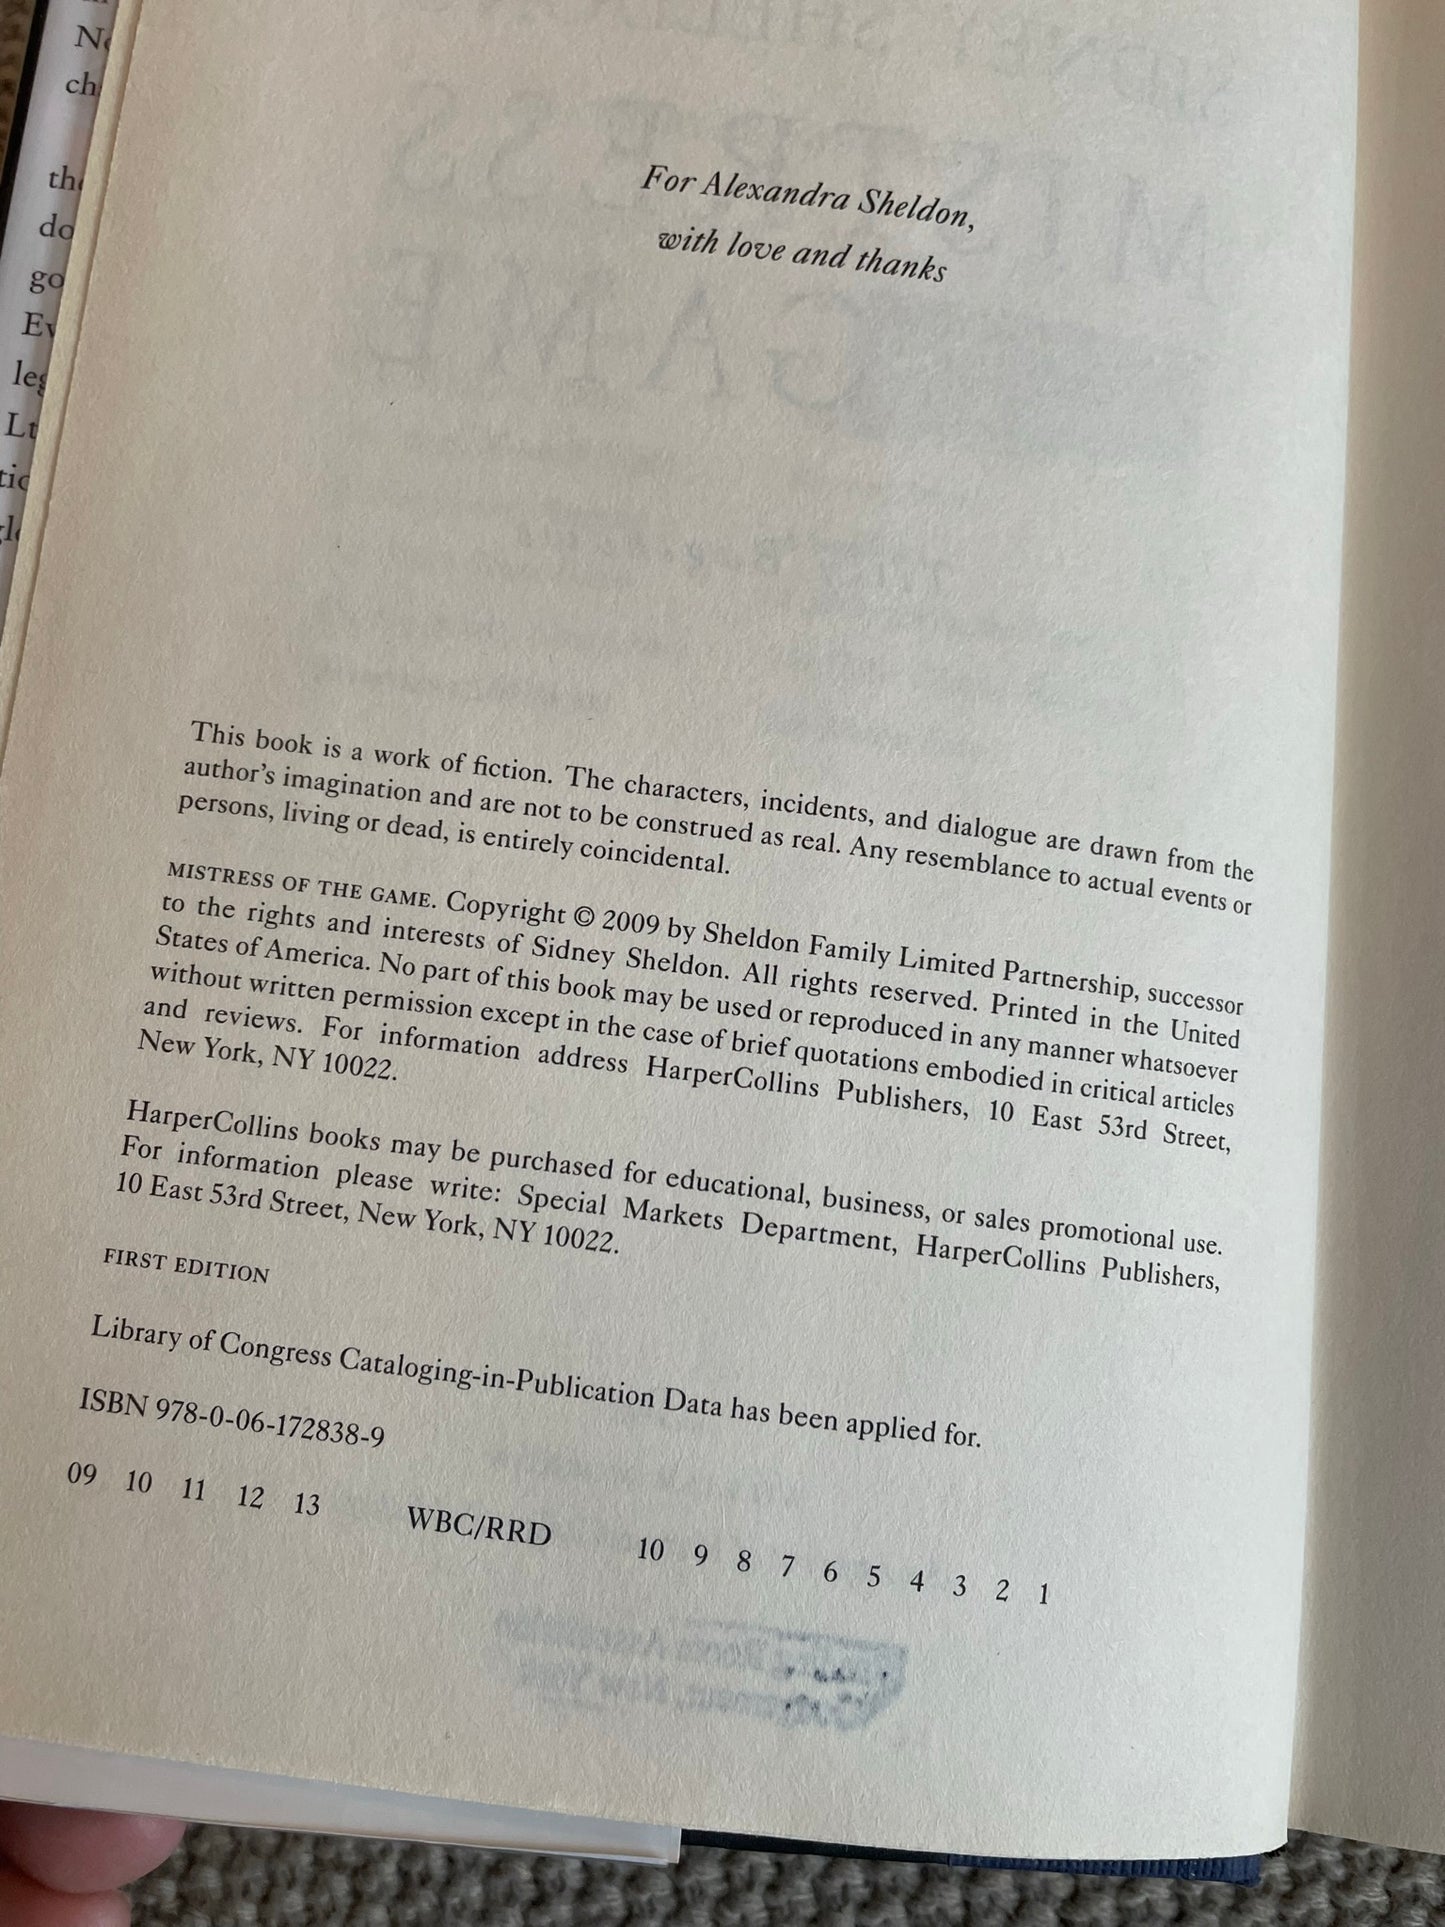 For Alexandra Sheldon,
with love and thanks
This book is a work of fiction. The characters, incidents, and dialogue are drawn from the
author's imagination and are not to be construed as real. Any resemblance to actual events or
persons, living or dead, is entirely coincidental.
MISTRESS OF THE GAME. Copyright © 2009 by Sheldon Family Limited Partnership, successor
to the rights and interests of Sidney Sheldon. All rights reserved. Printed in the United
States of America. No part of this book may be used or reproduced in any manner whatsoever
without written permission except in the case of brief quotations embodied in critical articles
and reviews. For information address HarperCollins Publishers, 10 East 53rd Street,
New York, NY 10022.
HarperCollins books may be purchased for educational, business, or sales promotional use.
For information please write: Special Markets Department, HarperCollins Publishers,
10 East 53rd Street, New York, NY 10022.
FIRST EDITION
Library of Congress Cataloging-in-Publication Data has been applied for.
ISBN 978-0-06-172838-9
09 10 11 12 13 WBC/RRD 10 9 8 7 6 5 4 3 2 1